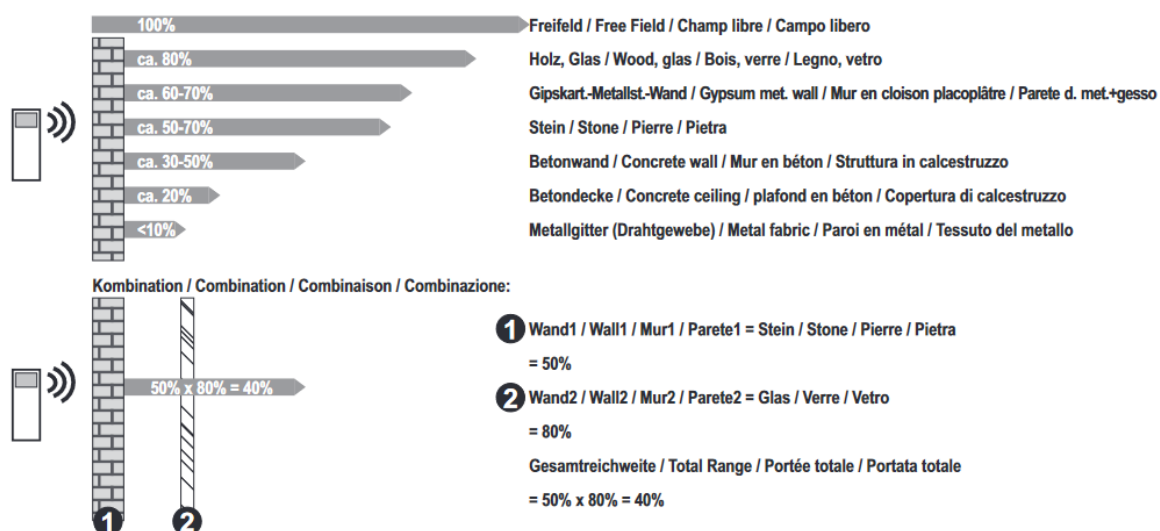 100% Freifeld / Free Field / Champ libre / Campo libero
ca. 80% Holz, Glas / Wood, glas / Bois, verre / Legno, vetro
ca. 60-70% Gipskart.-Metallst.-Wand / Gypsum met. wall / Mur en cloison placoplâtre / Parete d. met.+gesso
ca. 50-70% Stein / Stone / Pierre / Pietra
ca. 30-50% Betonwand / Concrete wall / Mur en béton / Struttura in calcestruzzo
ca. 20% Betondecke / Concrete ceiling / plafond en béton / Copertura di calcestruzzo
<10% Metallgitter (Drahtgewebe) / Metal fabric / Paroi en métal / Tessuto del metallo
Kombination / Combination / Combinaison / Combinazione:
1 Wand1 / Wall1 / Mur1 / Parete1 = Stein / Stone / Pierre / Pietra
= 50%
50% x 80% = 40%
2 Wand2 / Wall2 / Mur2 / Parete2 = Glas / Verre / Vetro
= 80%
Gesamtreichweite / Total Range / Portée totale / Portata totale
= 50% x 80% = 40%
1 2